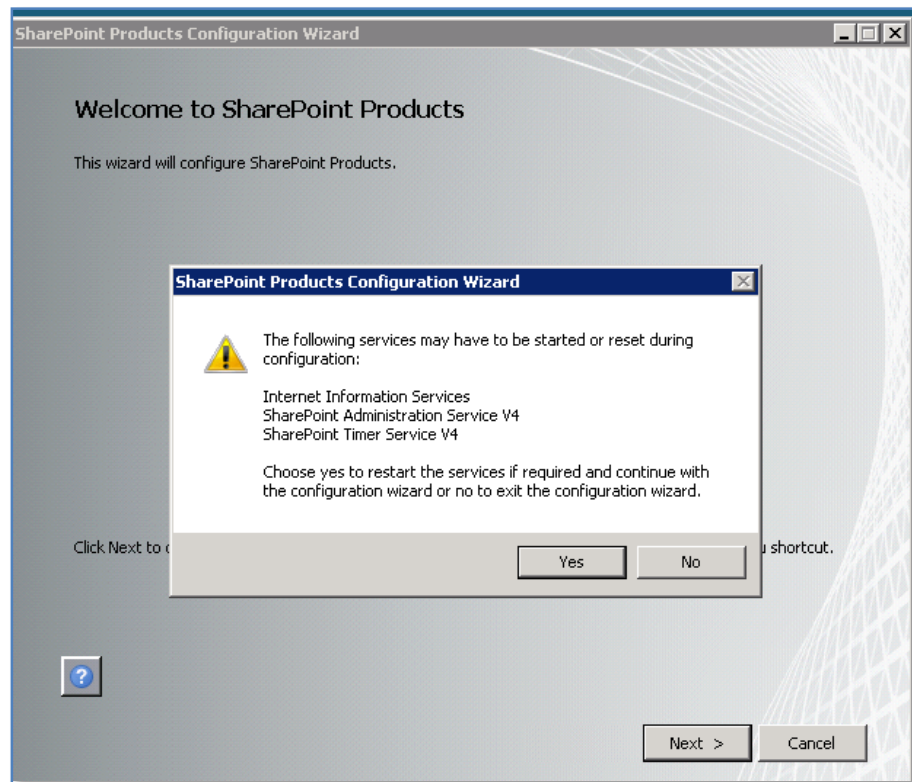 SharePoint Products Configuration Wizard
Welcome to SharePoint Products
This wizard will configure SharePoint Products.
SharePoint Products Configuration Wizard
The following services may have to be started or reset during
configuration:
Internet Information Services
SharePoint Administration Service V4
SharePoint Timer Service V4
Choose yes to restart the services if required and continue with
the configuration wizard or no to exit the configuration wizard.
Yes
No
Click Next to
shortcut.
Next >
Cancel